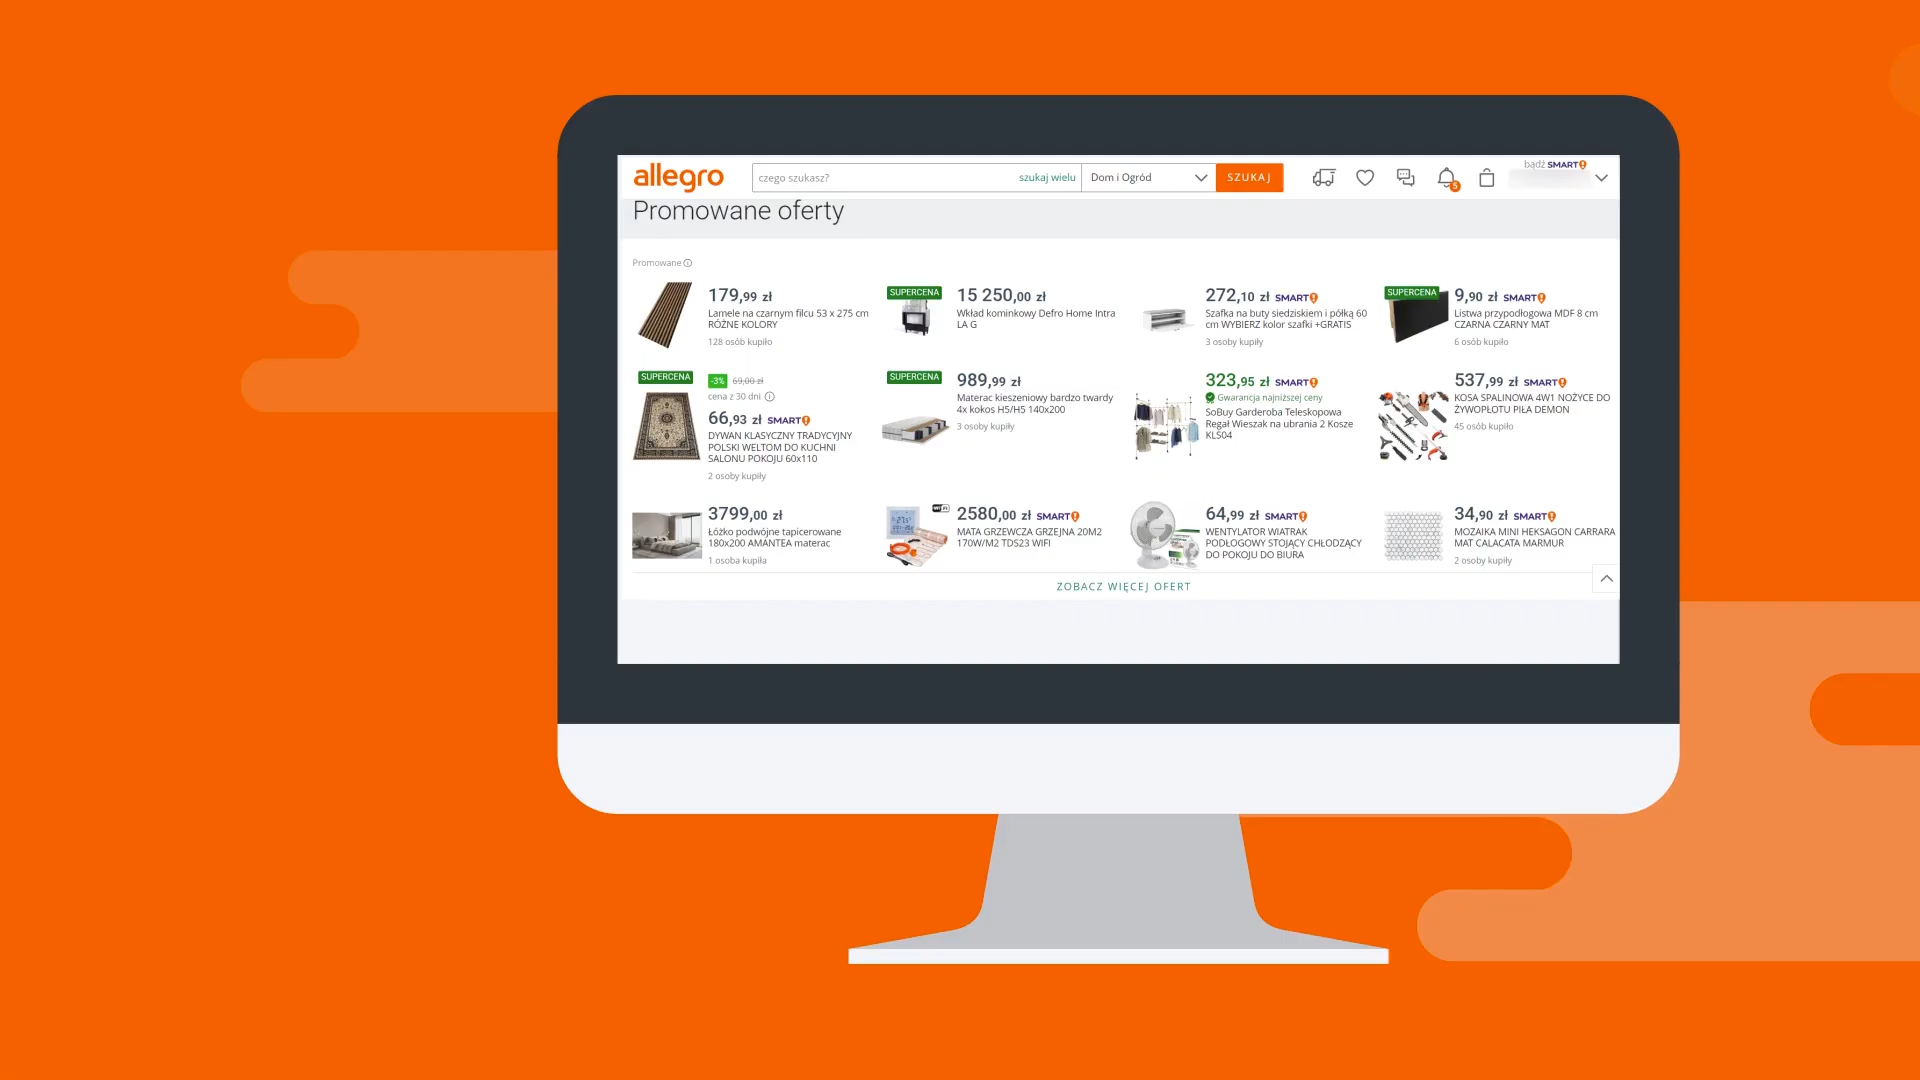 allegro
czego szukasz?
szukaj wielu
Dom i Ogród
SZUKAJ
5
bądź SMART!
Promowane oferty
Promowane
179,99 zł
Lamele na czarnym filcu 53 x 275 cm
RÓŻNE KOLORY
128 osób kupiło
SUPERCENA
15 250,00 zł
Wkład kominkowy Defro Home Intra
LA G
272,10 zł SMART!
Szafka na buty siedziskiem i półką 60
cm WYBIERZ kolor szafki +GRATIS
3 osoby kupiły
SUPERCENA
9,90 zł SMART!
Listwa przypodłogowa MDF 8 cm
CZARNA CZARNY MAT
6 osób kupiło
SUPERCENA
-3% 69,00 zł
cena z 30 dni
66,93 zł SMART!
DYWAN KLASYCZNY TRADYCYJNY
POLSKI WELTOM DO KUCHNI
SALONU POKOJU 60x110
2 osoby kupiły
SUPERCENA
989,99 zł
Materac kieszeniowy bardzo twardy
4x kokos H5/H5 140x200
3 osoby kupiły
323,95 zł SMART!
Gwarancja najniższej ceny
SoBuy Garderoba Teleskopowa
Regał Wieszak na ubrania 2 Kosze
KLS04
537,99 zł SMART!
KOSA SPALINOWA 4W1 NOŻYCE DO
ŻYWOPŁOTU PIŁA DEMON
45 osób kupiło
3799,00 zł
Łóżko podwójne tapicerowane
180x200 AMANTEA materac
1 osoba kupiła
2580,00 zł SMART!
MATA GRZEWCZA GRZEJNA 20M2
170W/M2 TDS23 WIFI
64,99 zł SMART!
WENTYLATOR WIATRAK
PODŁOGOWY STOJĄCY CHŁODZĄCY
DO POKOJU DO BIURA
34,90 zł SMART!
MOZAIKA MINI HEKSAGON CARRARA
MAT CALACATA MARMUR
2 osoby kupiły
ZOBACZ WIĘCEJ OFERT